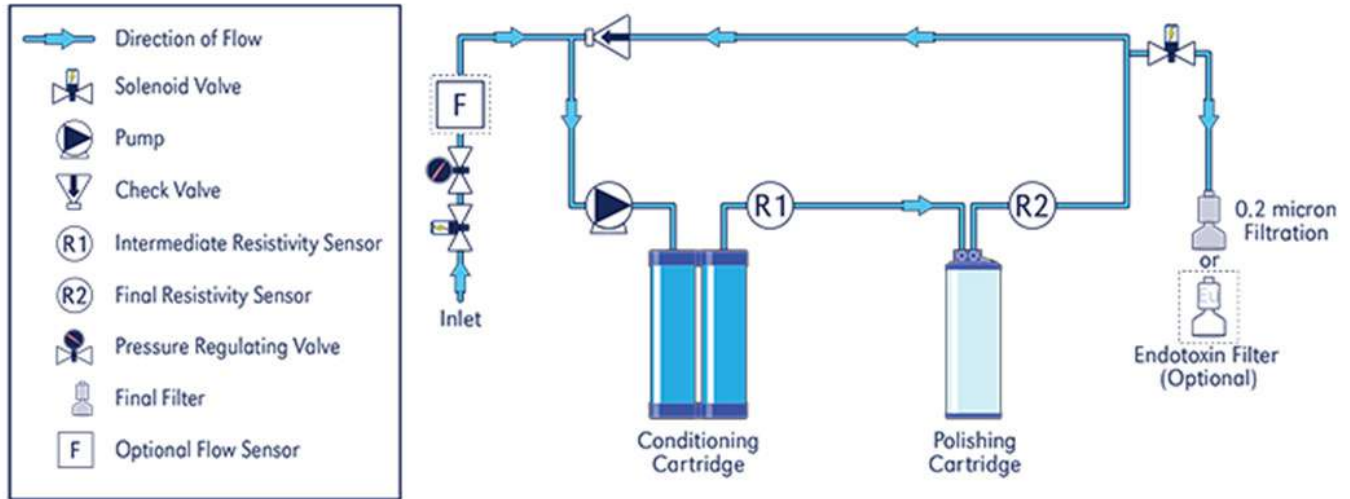 Direction of Flow
Solenoid Valve
Pump
Check Valve
R1 Intermediate Resistivity Sensor
R2 Final Resistivity Sensor
Pressure Regulating Valve
Final Filter
F Optional Flow Sensor
F
Inlet
R1
R2
Conditioning
Cartridge
Polishing
Cartridge
0.2 micron
Filtration
or
Eu
Endotoxin Filter
(Optional)